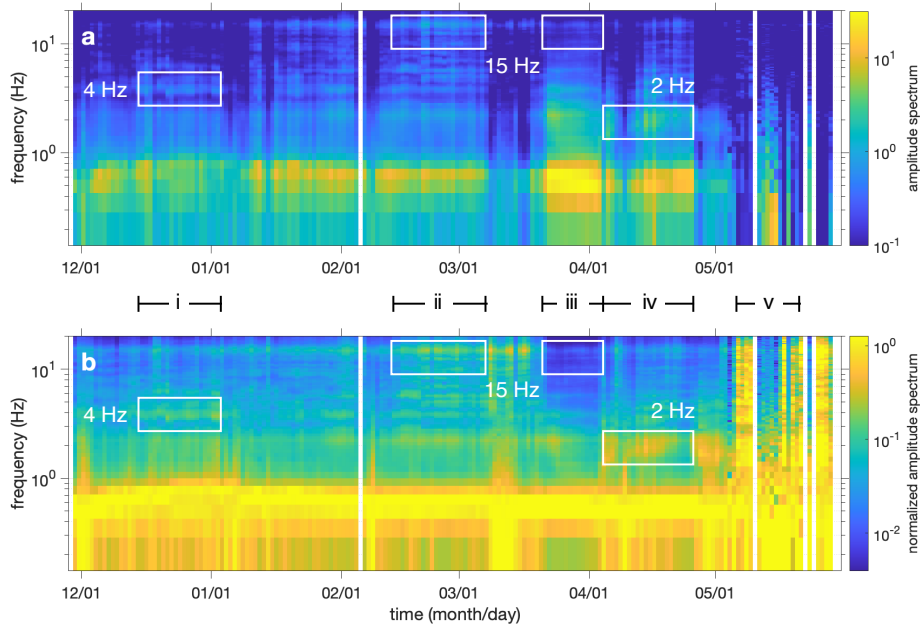 a
frequency (Hz)
10¹
10⁰
4 Hz
15 Hz
2 Hz
12/01 01/01 02/01 03/01 04/01 05/01
10¹
10⁰
10⁻¹
amplitude spectrum
i ii iii iv v
b
frequency (Hz)
10¹
10⁰
4 Hz
15 Hz
2 Hz
12/01 01/01 02/01 03/01 04/01 05/01
time (month/day)
10⁰
10⁻¹
10⁻²
normalized amplitude spectrum